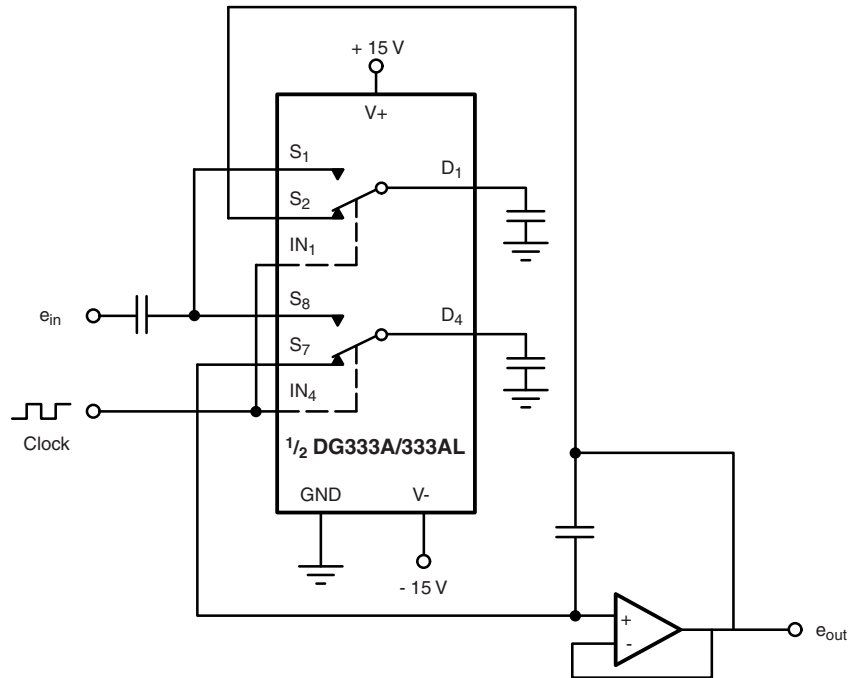 + 15 V
V+
S1
D1
S2
IN1
S8
D4
ein
S7
IN4
Clock
1/2 DG333A/333AL
GND
V-
- 15 V
+
-
eout